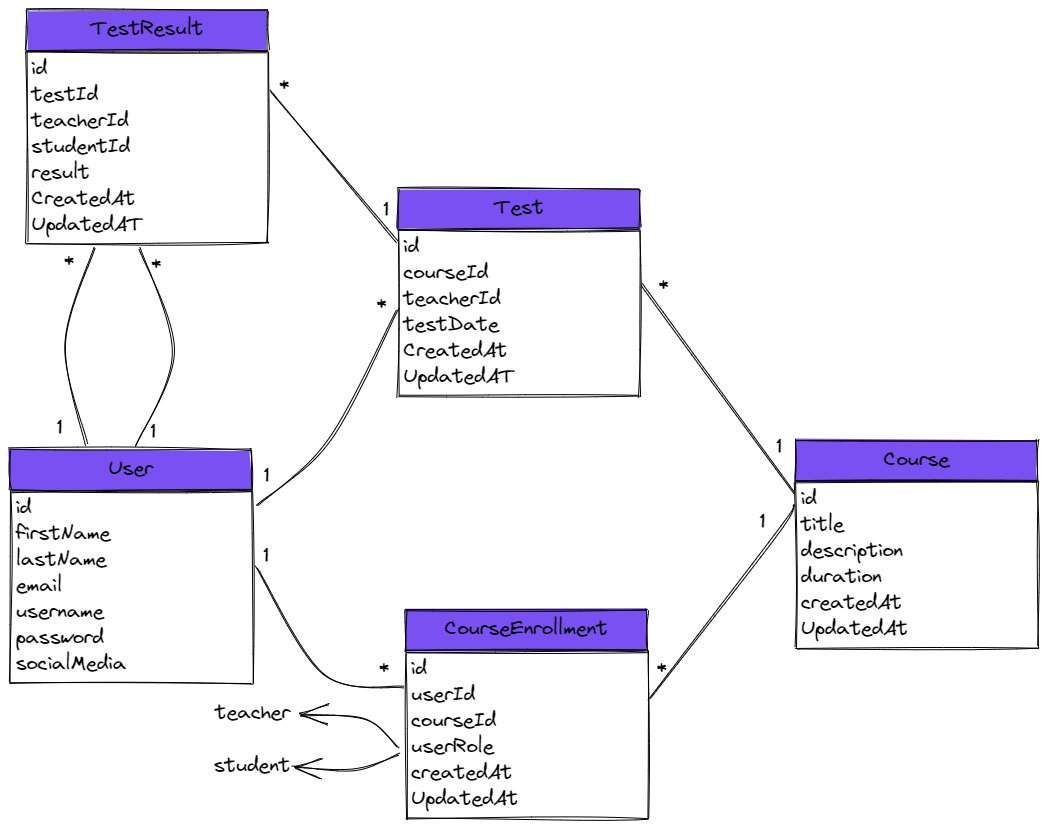 TestResult
id
testId
teacherId
studentId
result
CreatedAt
UpdatedAT
*
1
*
*
1
1
Test
id
courseId
teacherId
testDate
CreatedAt
UpdatedAT
*
1
*
1
User
id
firstName
lastName
email
username
password
socialMedia
1
*
Course
id
title
description
duration
createdAt
UpdatedAt
1
*
CourseEnrollment
id
userId
courseId
userRole
createdAt
UpdatedAt
teacher
student